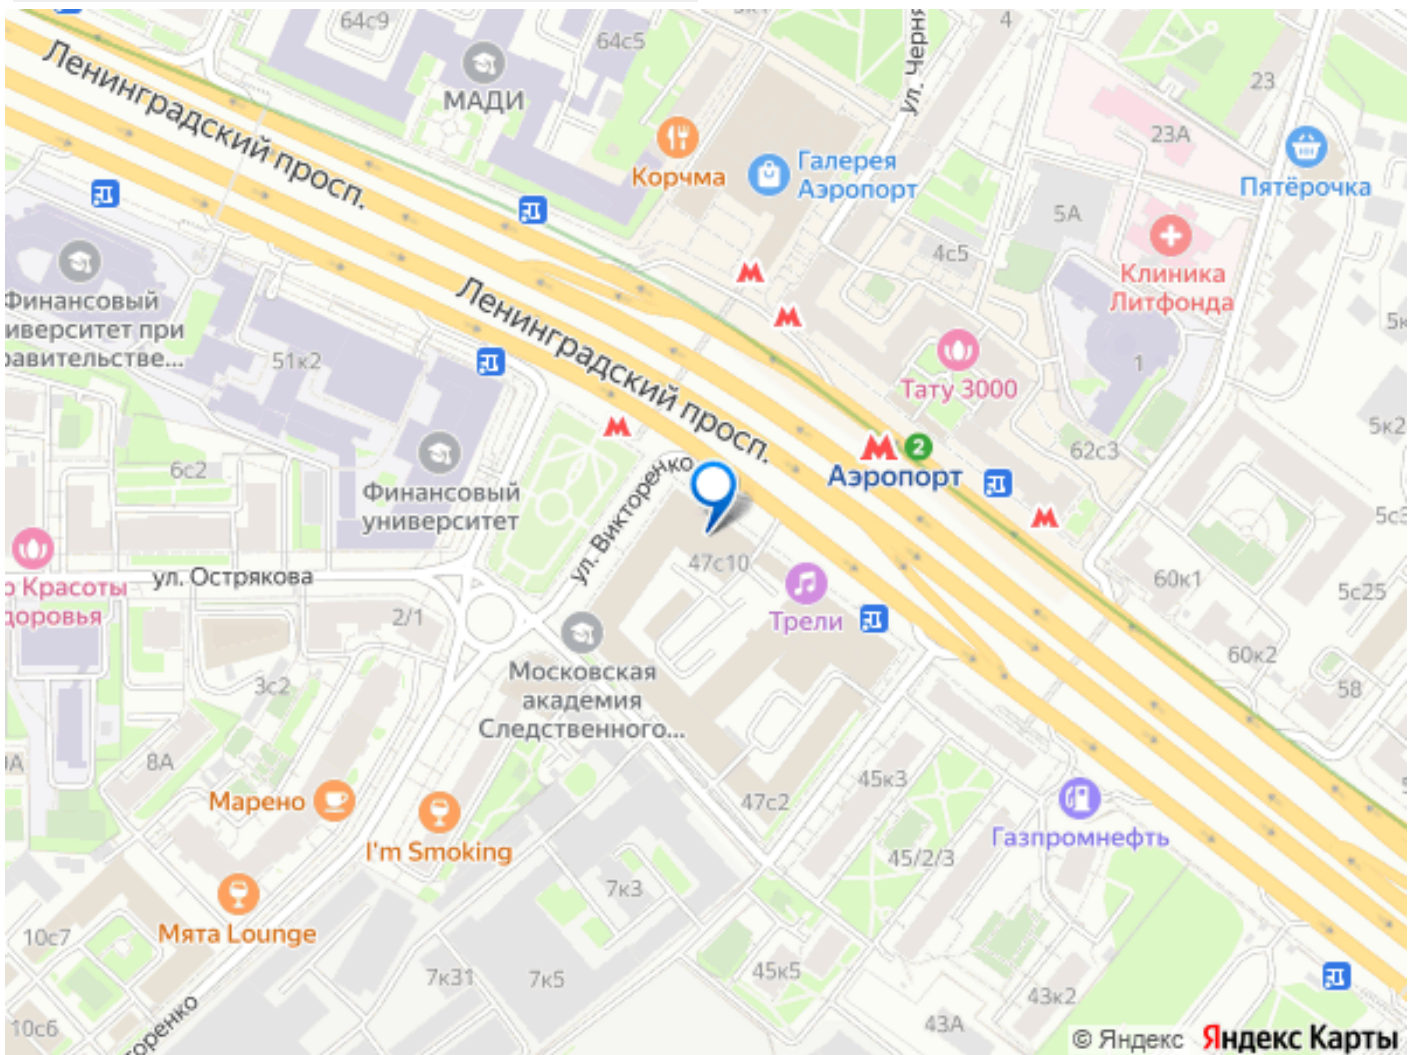 64с9
64с5
4
ул. Черня
Ленинградский просп.
МАДИ
23
23А
Корчма
Галерея
Аэропорт
Пятёрочка
5А
4с5
Клиника
Литфонда
Финансовый
иверситет при
равительстве...
51к2
Ленинградский просп.
Тату 3000
1
5к2
62с3
2
Аэропорт
6с2
Финансовый
университет
ул. Викторенко
47с10
ул. Острякова
о Красоты
доровья
2/1
Трели
60к1
5с25
60к2
58
Московская
академия
Следственного...
3с2
8А
Марено
I'm Smoking
47с2
45к3
Газпромнефть
45/2/3
7к3
Мята Lounge
10с7
7к31
7к5
45к5
43к2
43А
10с6
оренко
© Яндекс Яндекс Карты